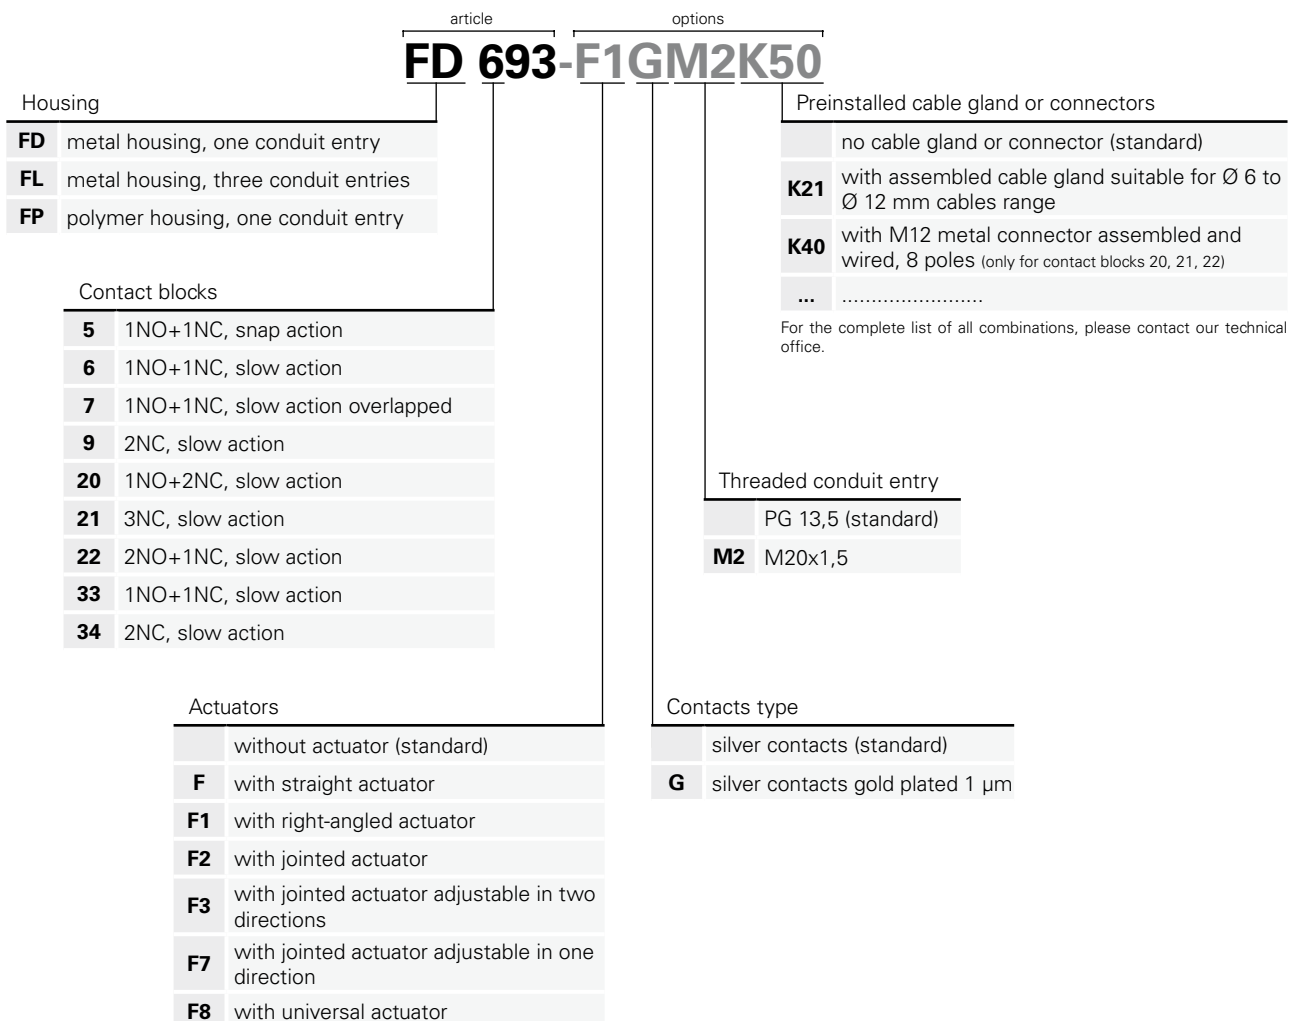 article
options
FD 693-F1GM2K50
Housing
FD metal housing, one conduit entry
FL metal housing, three conduit entries
FP polymer housing, one conduit entry
Contact blocks
5 1NO+1NC, snap action
6 1NO+1NC, slow action
7 1NO+1NC, slow action overlapped
9 2NC, slow action
20 1NO+2NC, slow action
21 3NC, slow action
22 2NO+1NC, slow action
33 1NO+1NC, slow action
34 2NC, slow action
Actuators
without actuator (standard)
F with straight actuator
F1 with right-angled actuator
F2 with jointed actuator
F3 with jointed actuator adjustable in two
directions
F7 with jointed actuator adjustable in one
direction
F8 with universal actuator
Preinstalled cable gland or connectors
no cable gland or connector (standard)
K21 with assembled cable gland suitable for Ø 6 to
Ø 12 mm cables range
K40 with M12 metal connector assembled and
wired, 8 poles (only for contact blocks 20, 21, 22)
... ........................
For the complete list of all combinations, please contact our technical
office.
Threaded conduit entry
PG 13,5 (standard)
M2 M20x1,5
Contacts type
silver contacts (standard)
G silver contacts gold plated 1 µm